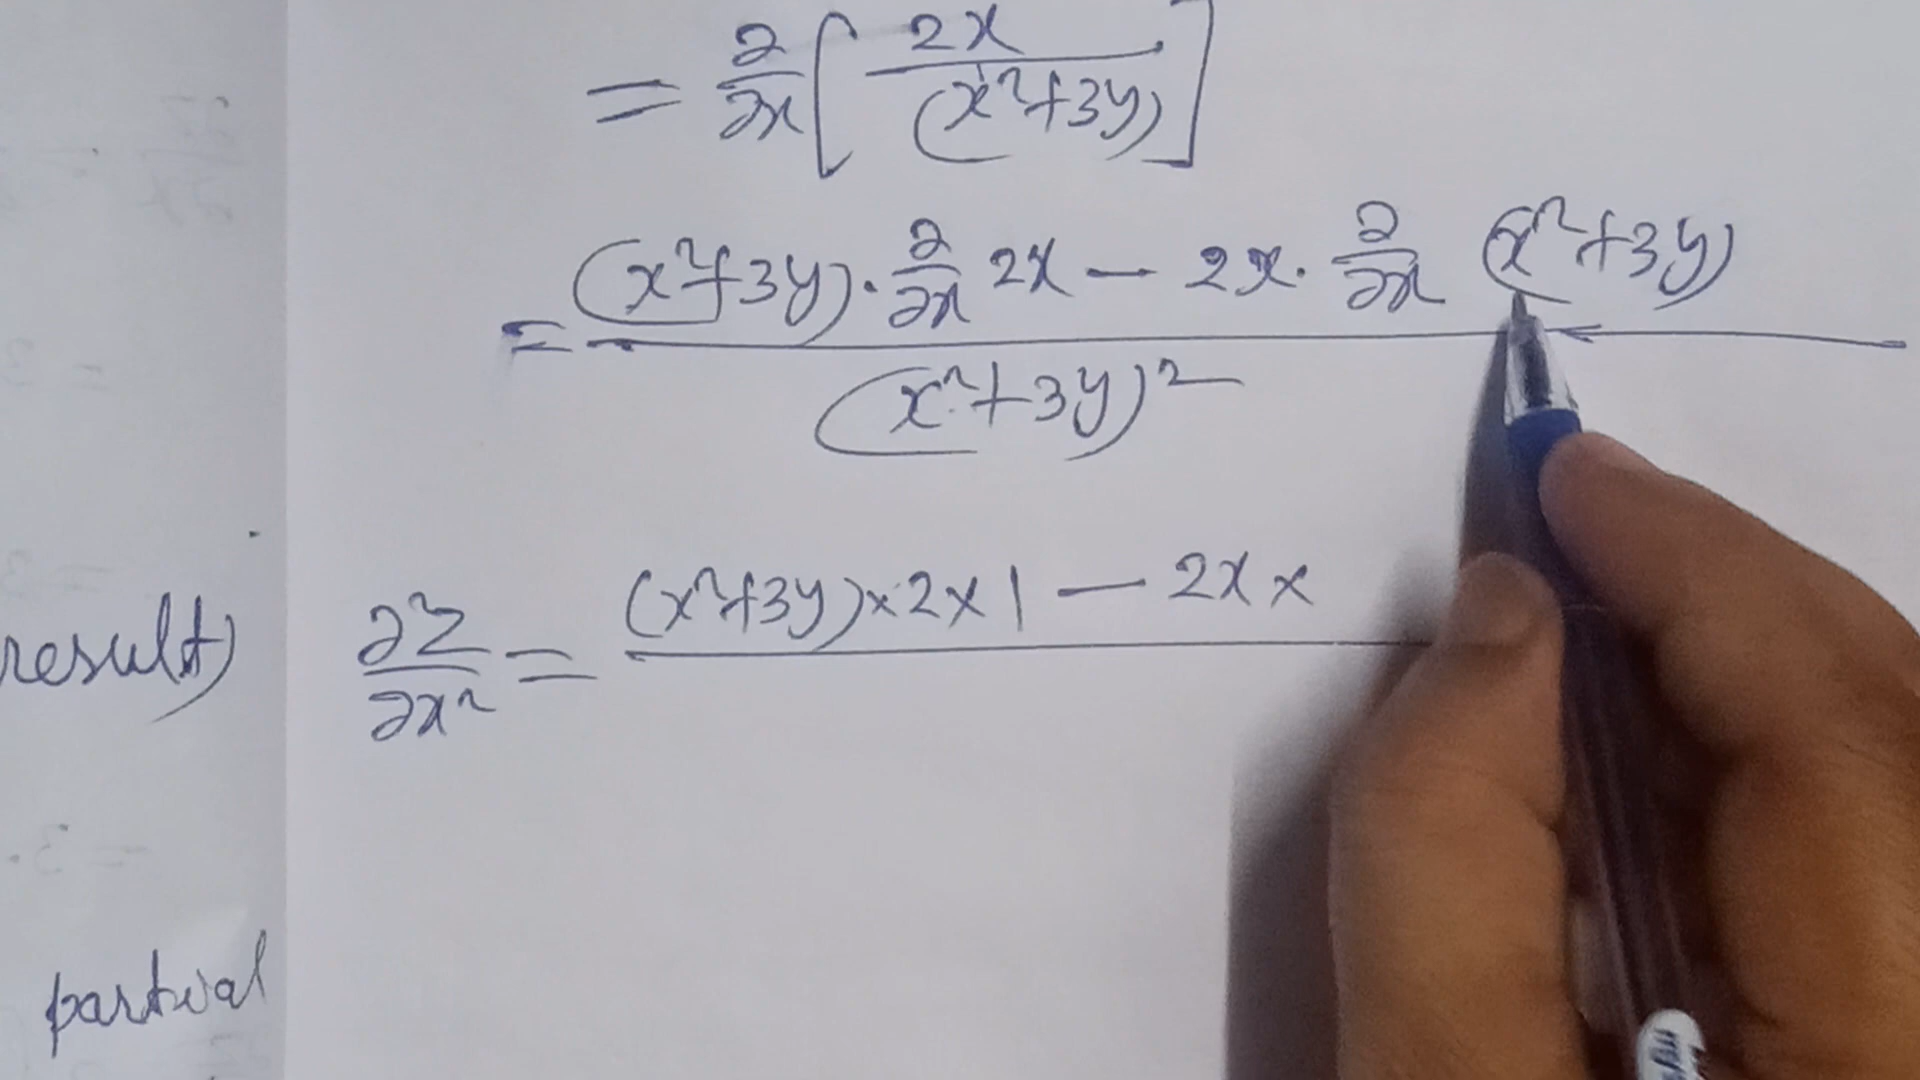 = ∂/∂x [ 2x / (x²+3y) ]
= (x²+3y)· ∂/∂x 2x − 2x· ∂/∂x (x²+3y) / (x²+3y)²
result) ∂²z/∂x² = (x²+3y)×2×1 − 2x×
partial